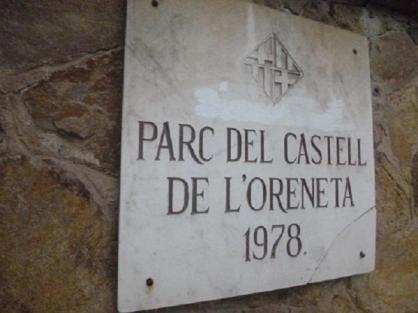 PARC DEL CASTELL
DE L'ORENETA
1978.